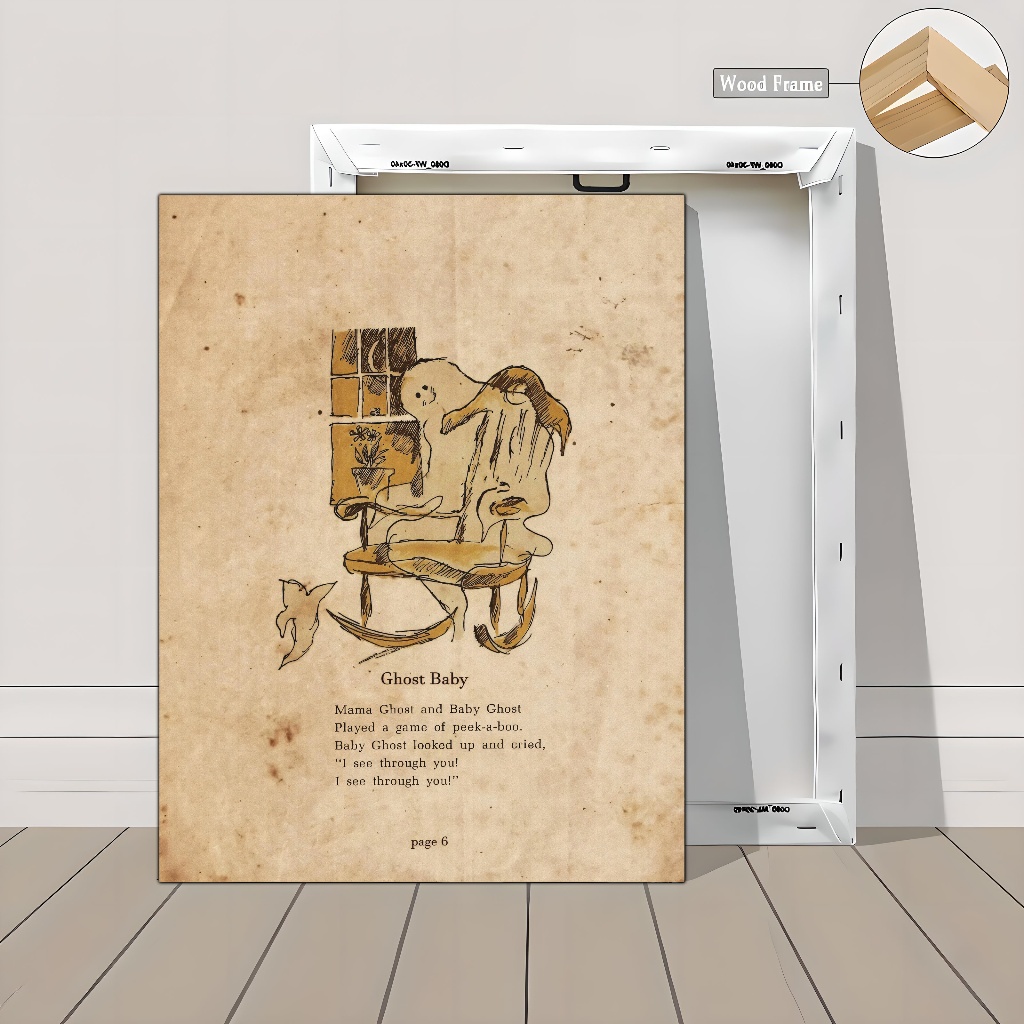 Wood Frame
Ghost Baby
Mama Ghost and Baby Ghost
Played a game of peek-a-boo.
Baby Ghost looked up and cried,
"I see through you!
I see through you!"
page 6